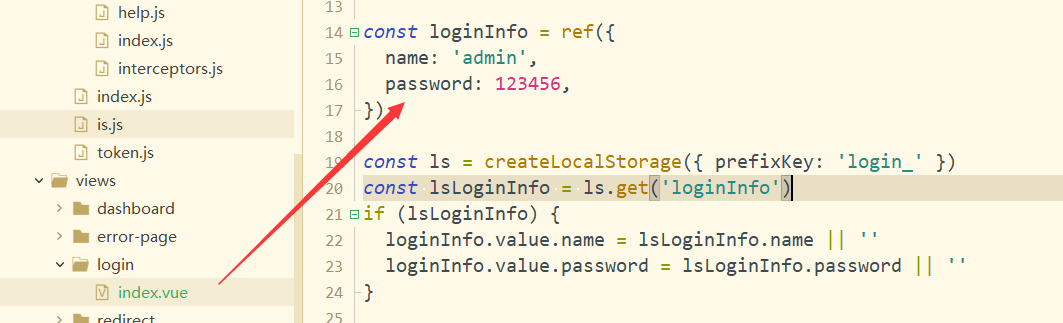 help.js
index.js
interceptors.js
index.js
is.js
token.js
views
dashboard
error-page
login
index.vue
redirect
13
14 const loginInfo = ref({
15 name: 'admin',
16 password: 123456,
17 })
18
19 const ls = createLocalStorage({ prefixKey: 'login_' })
20 const lsLoginInfo = ls.get('loginInfo')
21 if (lsLoginInfo) {
22 loginInfo.value.name = lsLoginInfo.name || ''
23 loginInfo.value.password = lsLoginInfo.password || ''
24 }
25